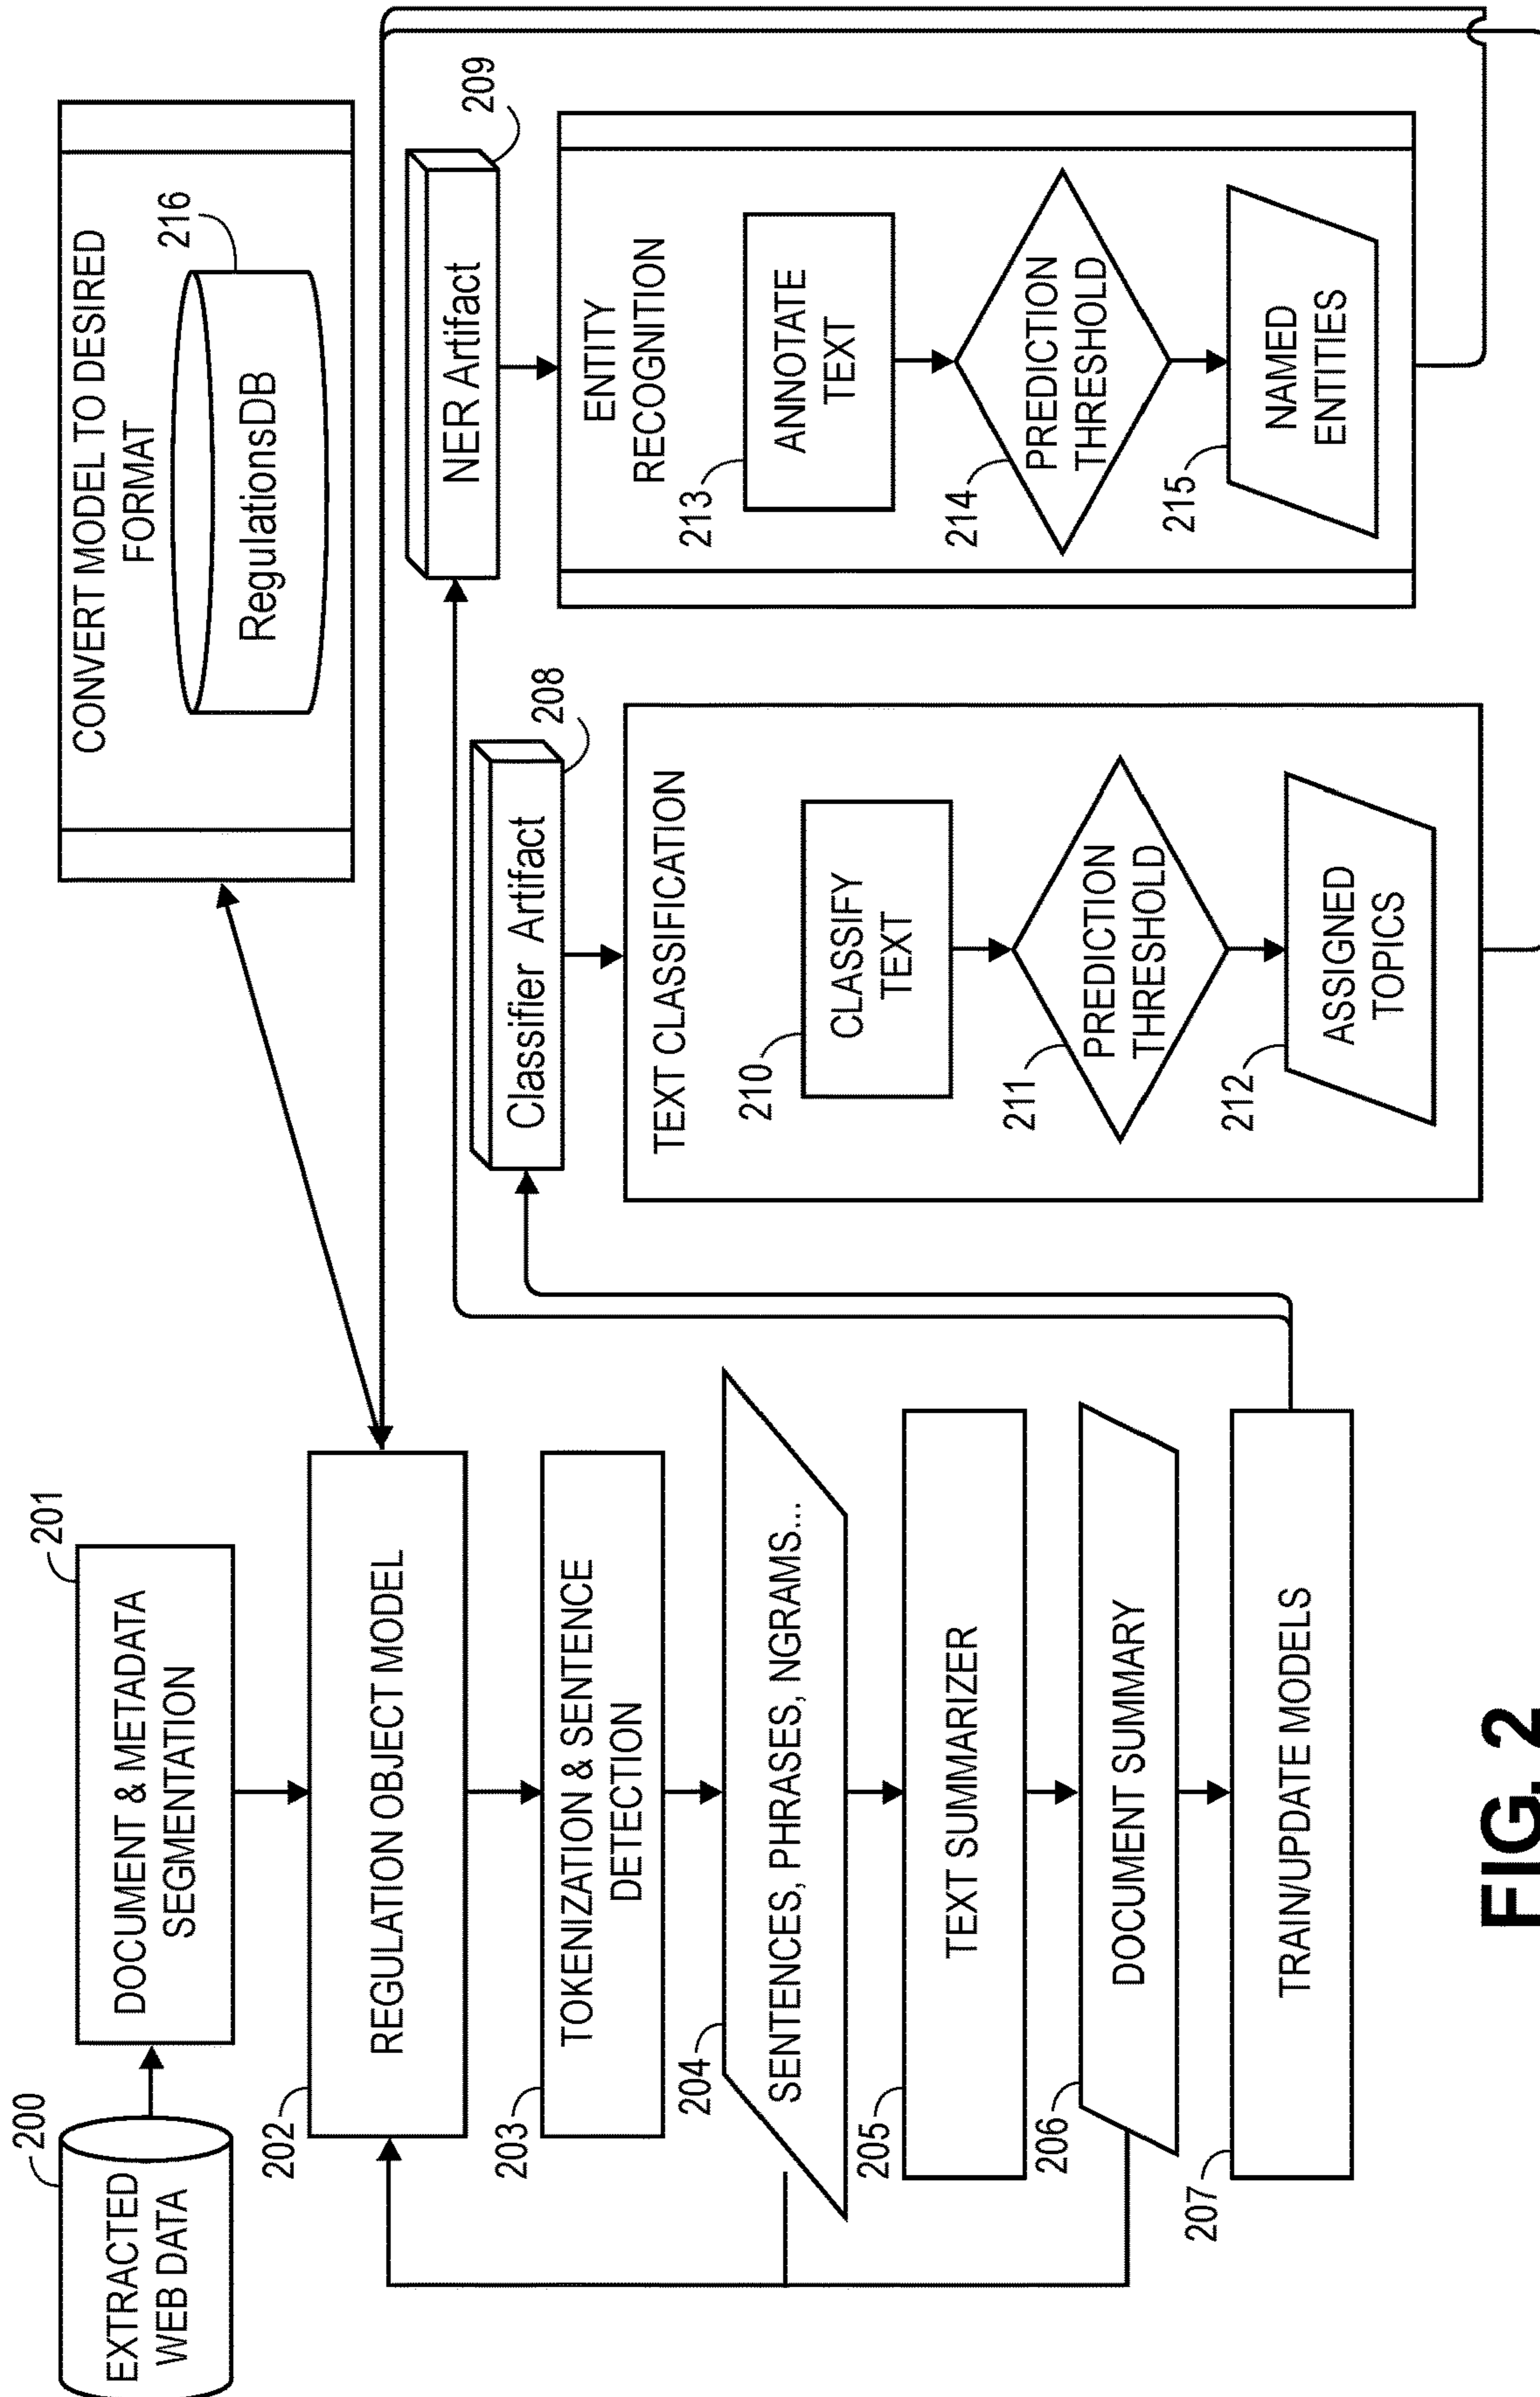 200
EXTRACTED
WEB DATA
201
DOCUMENT & METADATA
SEGMENTATION
202
REGULATION OBJECT MODEL
203
TOKENIZATION & SENTENCE
DETECTION
204
SENTENCES, PHRASES, NGRAMS...
205
TEXT SUMMARIZER
206
DOCUMENT SUMMARY
207
TRAIN/UPDATE MODELS
CONVERT MODEL TO DESIRED
FORMAT
216
RegulationsDB
Classifier Artifact
208
TEXT CLASSIFICATION
210
CLASSIFY
TEXT
211
PREDICTION
THRESHOLD
212
ASSIGNED
TOPICS
NER Artifact
209
ENTITY
RECOGNITION
213
ANNOTATE
TEXT
214
PREDICTION
THRESHOLD
215
NAMED
ENTITIES
FIG. 2